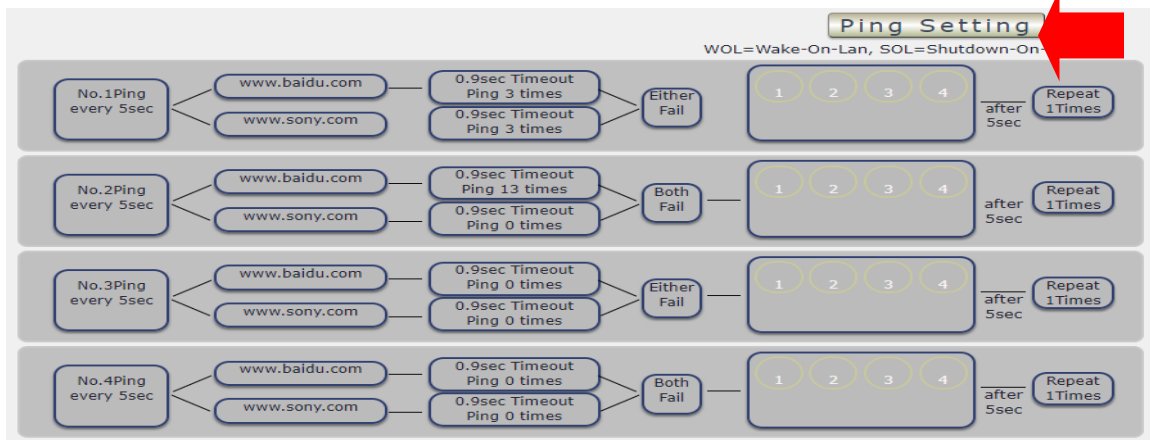 Ping Setting
WOL=Wake-On-Lan, SOL=Shutdown-On-
No.1Ping
every 5sec
www.baidu.com
www.sony.com
0.9sec Timeout
Ping 3 times
0.9sec Timeout
Ping 3 times
Either
Fail
1 2 3 4
after
5sec
Repeat
1Times
No.2Ping
every 5sec
www.baidu.com
www.sony.com
0.9sec Timeout
Ping 13 times
0.9sec Timeout
Ping 0 times
Both
Fail
1 2 3 4
after
5sec
Repeat
1Times
No.3Ping
every 5sec
www.baidu.com
www.sony.com
0.9sec Timeout
Ping 0 times
0.9sec Timeout
Ping 0 times
Either
Fail
1 2 3 4
after
5sec
Repeat
1Times
No.4Ping
every 5sec
www.baidu.com
www.sony.com
0.9sec Timeout
Ping 0 times
0.9sec Timeout
Ping 0 times
Both
Fail
1 2 3 4
after
5sec
Repeat
1Times